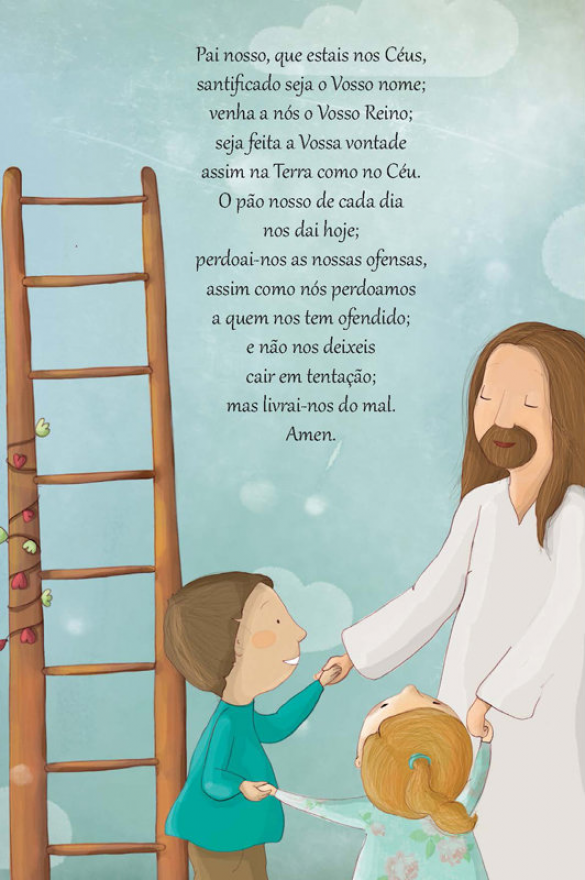 Pai nosso, que estais nos Céus,
santificado seja o Vosso nome;
venha a nós o Vosso Reino;
seja feita a Vossa vontade
assim na Terra como no Céu.
O pão nosso de cada dia
nos dai hoje;
perdoai-nos as nossas ofensas,
assim como nós perdoamos
a quem nos tem ofendido;
e não nos deixeis
cair em tentação;
mas livrai-nos do mal.
Amen.